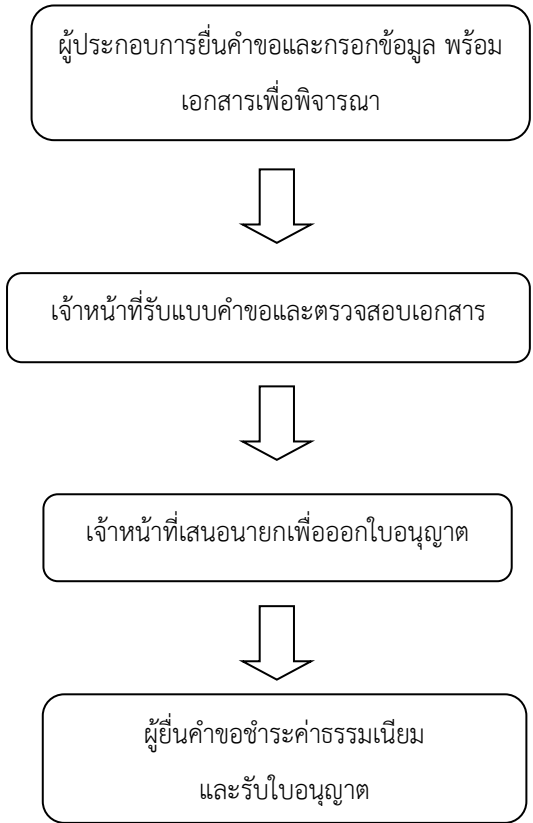 ผู้ประกอบการยื่นคำขอและกรอกข้อมูล พร้อม
เอกสารเพื่อพิจารณา
เจ้าหน้าที่รับแบบคำขอและตรวจสอบเอกสาร
เจ้าหน้าที่เสนอนายกเพื่อออกใบอนุญาต
ผู้ยื่นคำขอชำระค่าธรรมเนียม
และรับใบอนุญาต